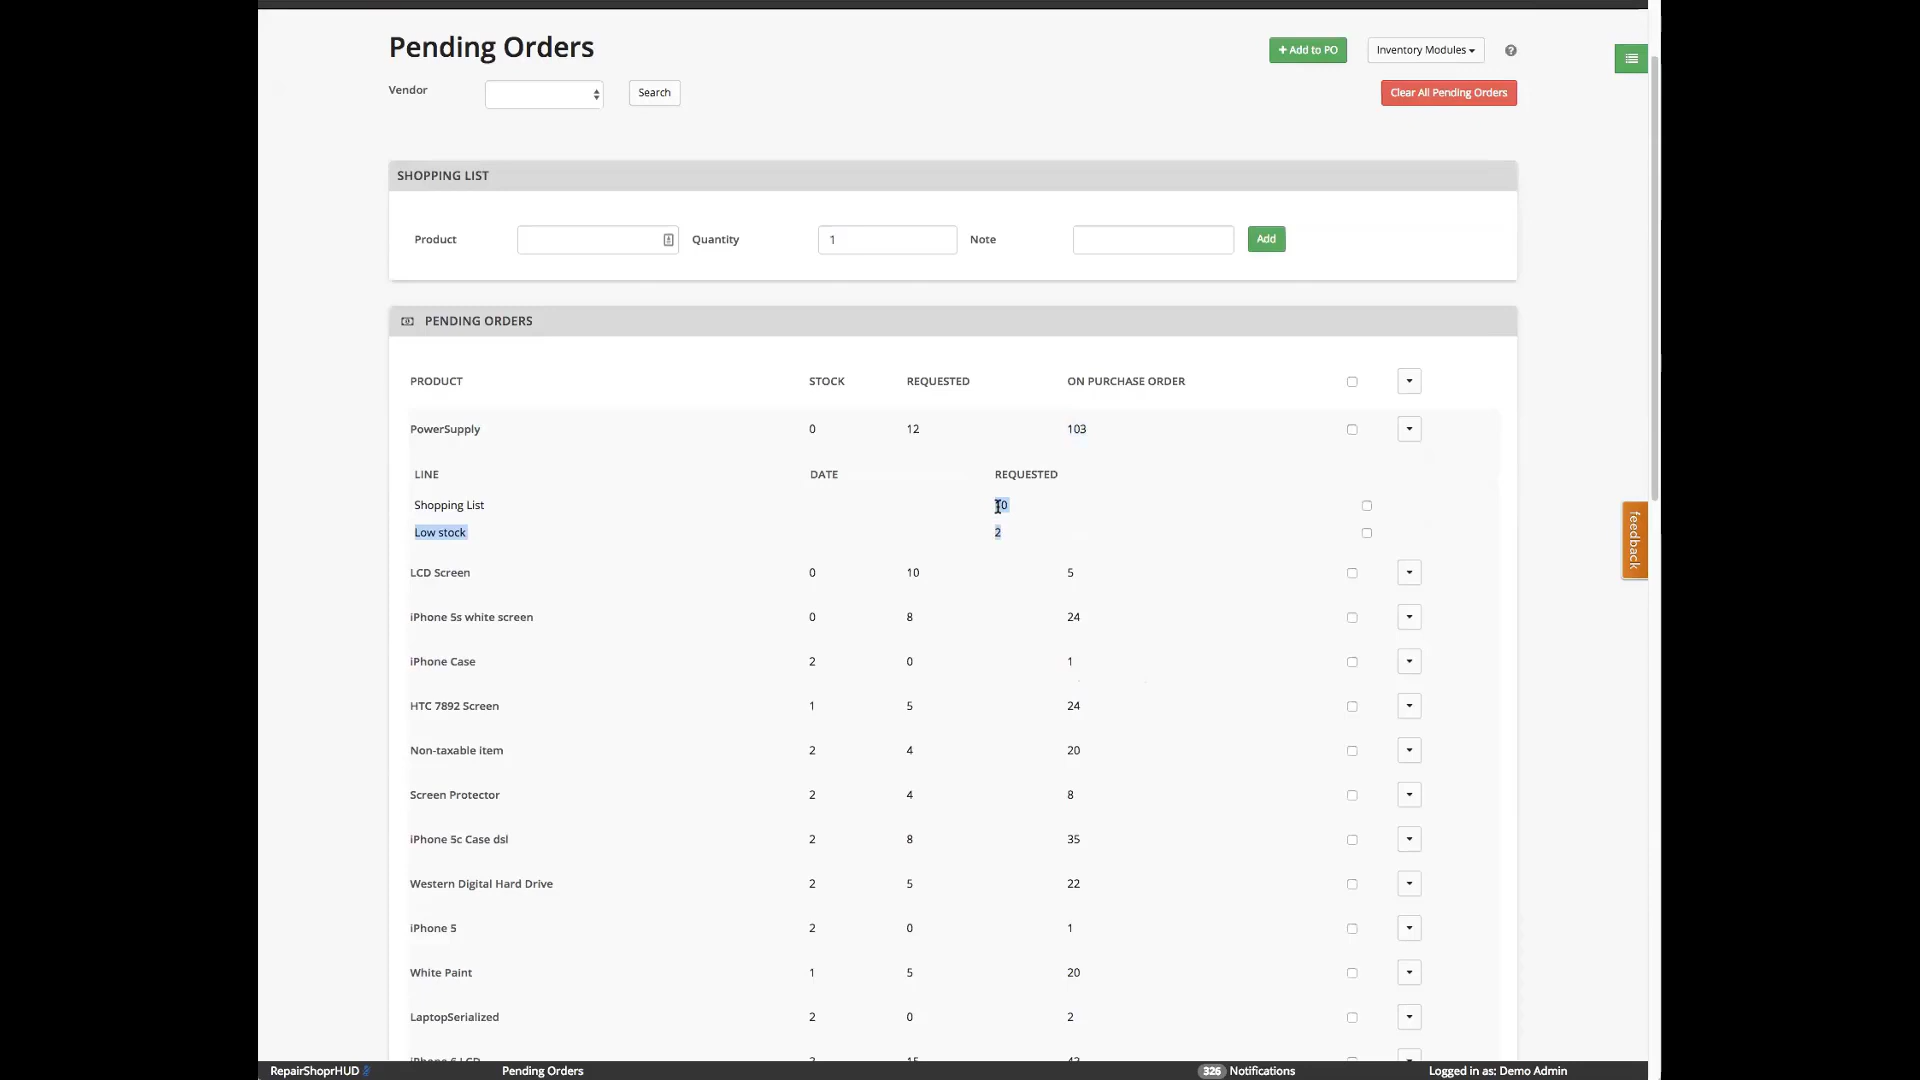 Pending Orders
+ Add to PO
Inventory Modules
Vendor
Search
Clear All Pending Orders
SHOPPING LIST
Product
Quantity
1
Note
Add
PENDING ORDERS
PRODUCT STOCK REQUESTED ON PURCHASE ORDER
PowerSupply 0 12 103
LINE DATE REQUESTED
Shopping List
Low stock 2
LCD Screen 0 10 5
iPhone 5s white screen 0 8 24
iPhone Case 2 0 1
HTC 7892 Screen 1 5 24
Non-taxable item 2 4 20
Screen Protector 2 4 8
iPhone 5c Case dsl 2 8 35
Western Digital Hard Drive 2 5 22
iPhone 5 2 0 1
White Paint 1 5 20
LaptopSerialized 2 0 2
feedback
RepairShoprHUD
Pending Orders
326 Notifications
Logged in as: Demo Admin